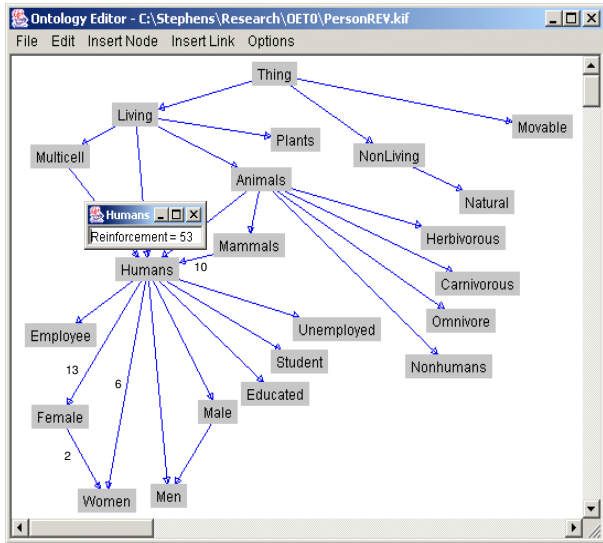 Ontology Editor - C:\Stephens\Research\OETO\PersonREV.kif
File Edit Insert Node Insert Link Options
Thing
Living
Movable
Plants
Multicell
NonLiving
Animals
Natural
Humans
Reinforcement = 53
Herbivorous
Mammals
10
Humans
Carnivorous
Omnivore
Unemployed
Employee
Student
Nonhumans
13
6
Educated
Female
Male
2
Women
Men